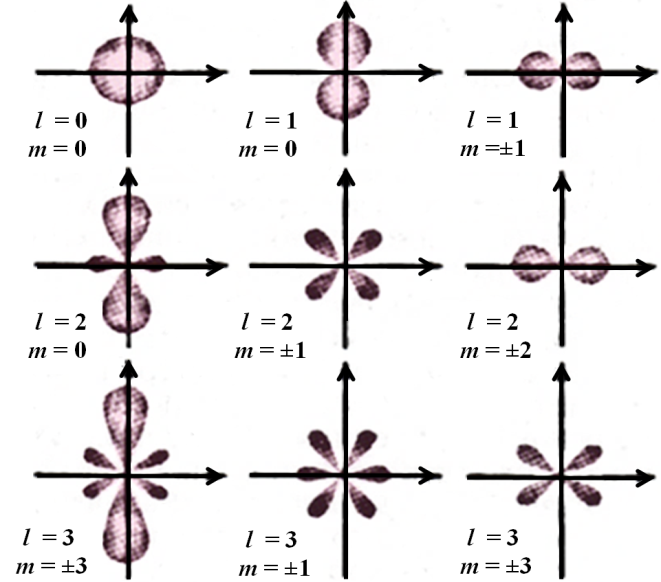 l = 0
m = 0
l = 1
m = 0
l = 1
m =±1
l = 2
m = 0
l = 2
m = ±1
l = 2
m = ±2
l = 3
m = ±3
l = 3
m = ±1
l = 3
m = ±3